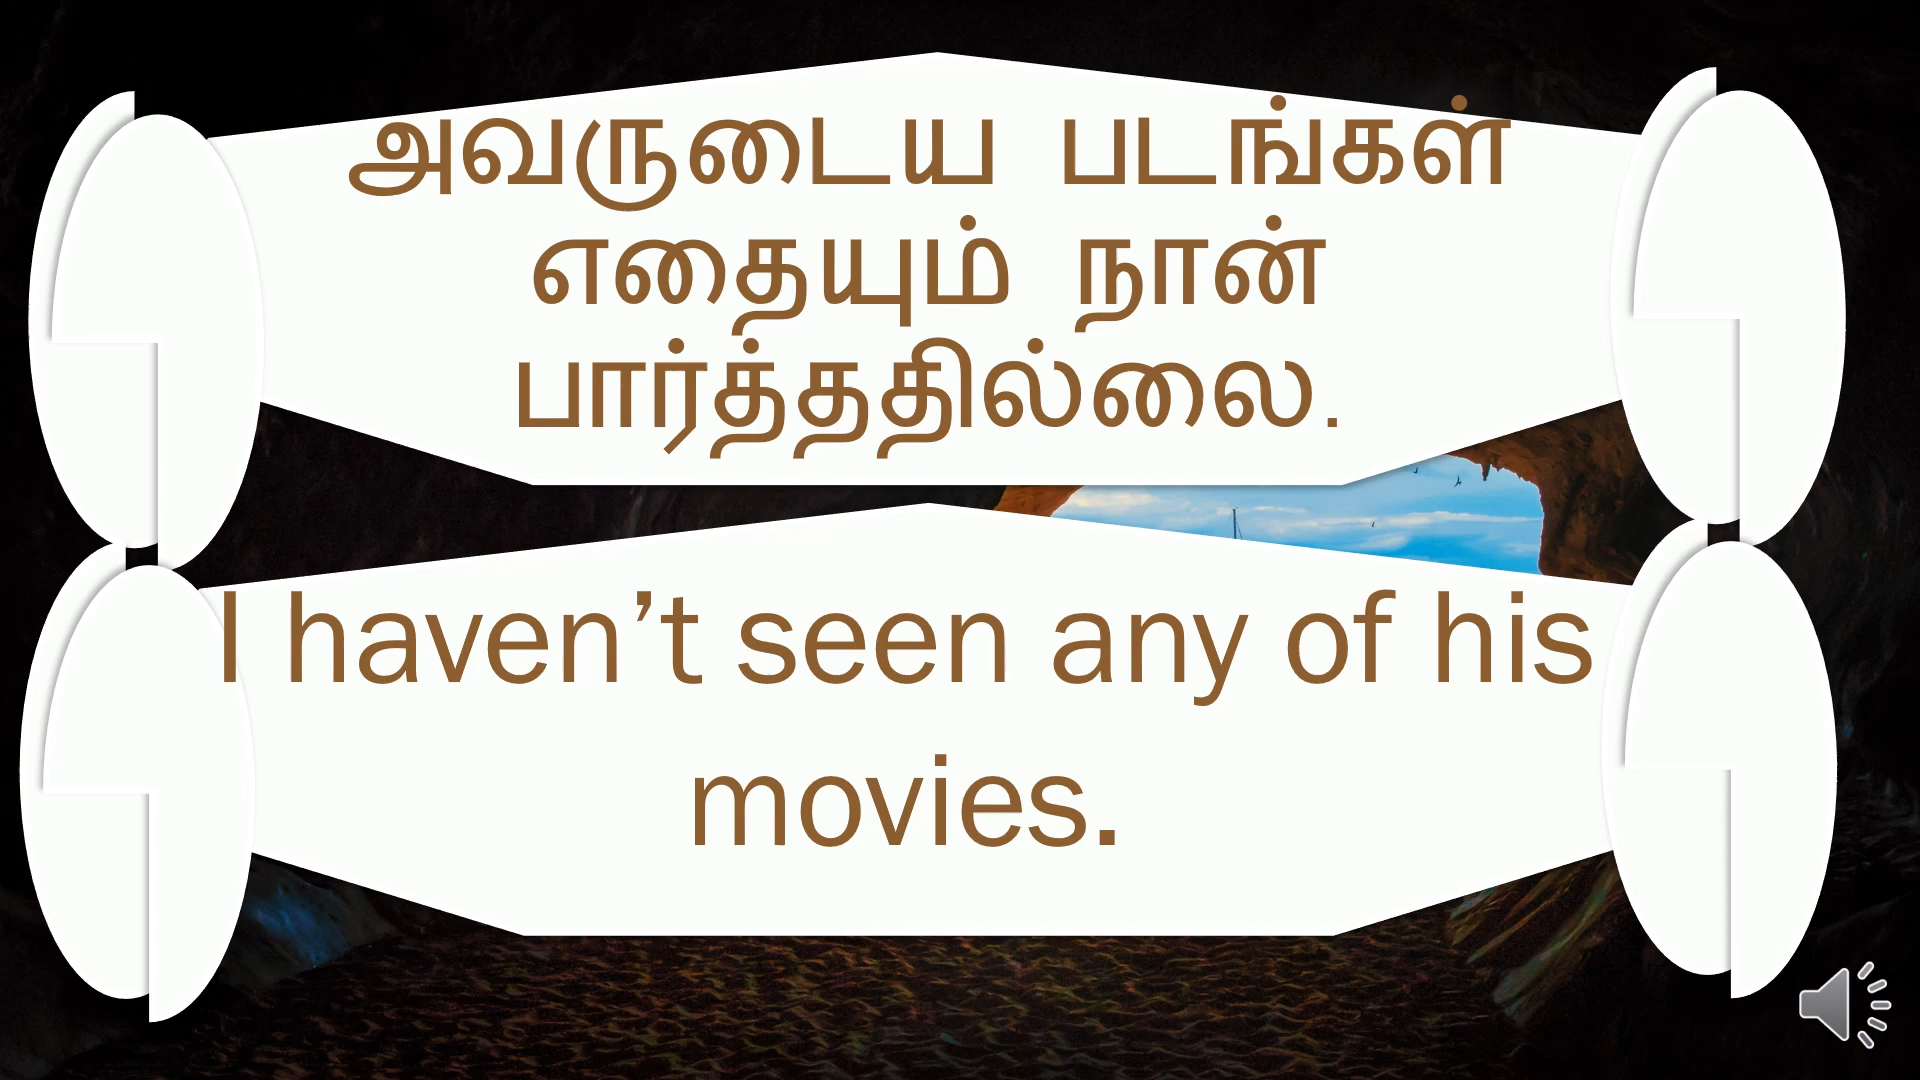 அவருடைய படங்கள்
எதையும் நான்
பார்த்ததில்லை.
I haven’t seen any of his
movies.